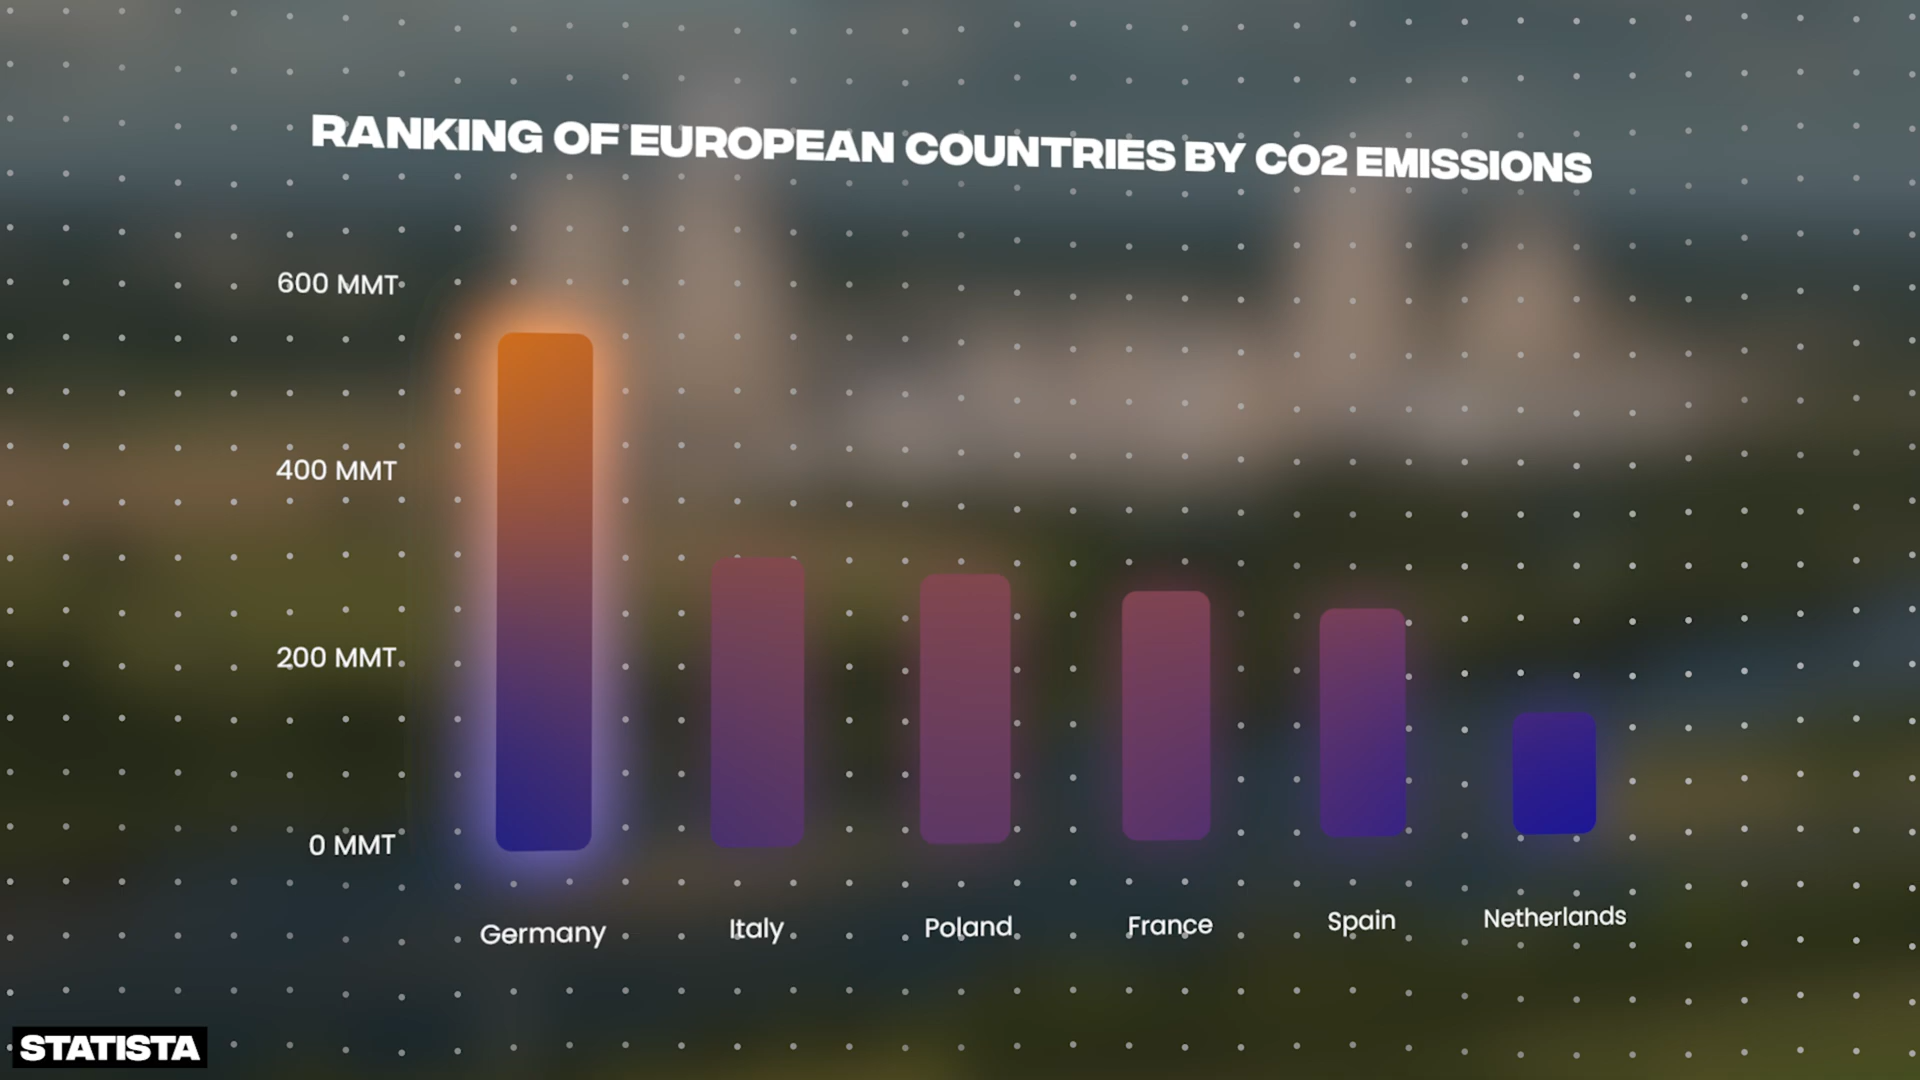 RANKING OF EUROPEAN COUNTRIES BY CO2 EMISSIONS
600 MMT
400 MMT
200 MMT
0 MMT
Germany
Italy
Poland
France
Spain
Netherlands
STATISTA